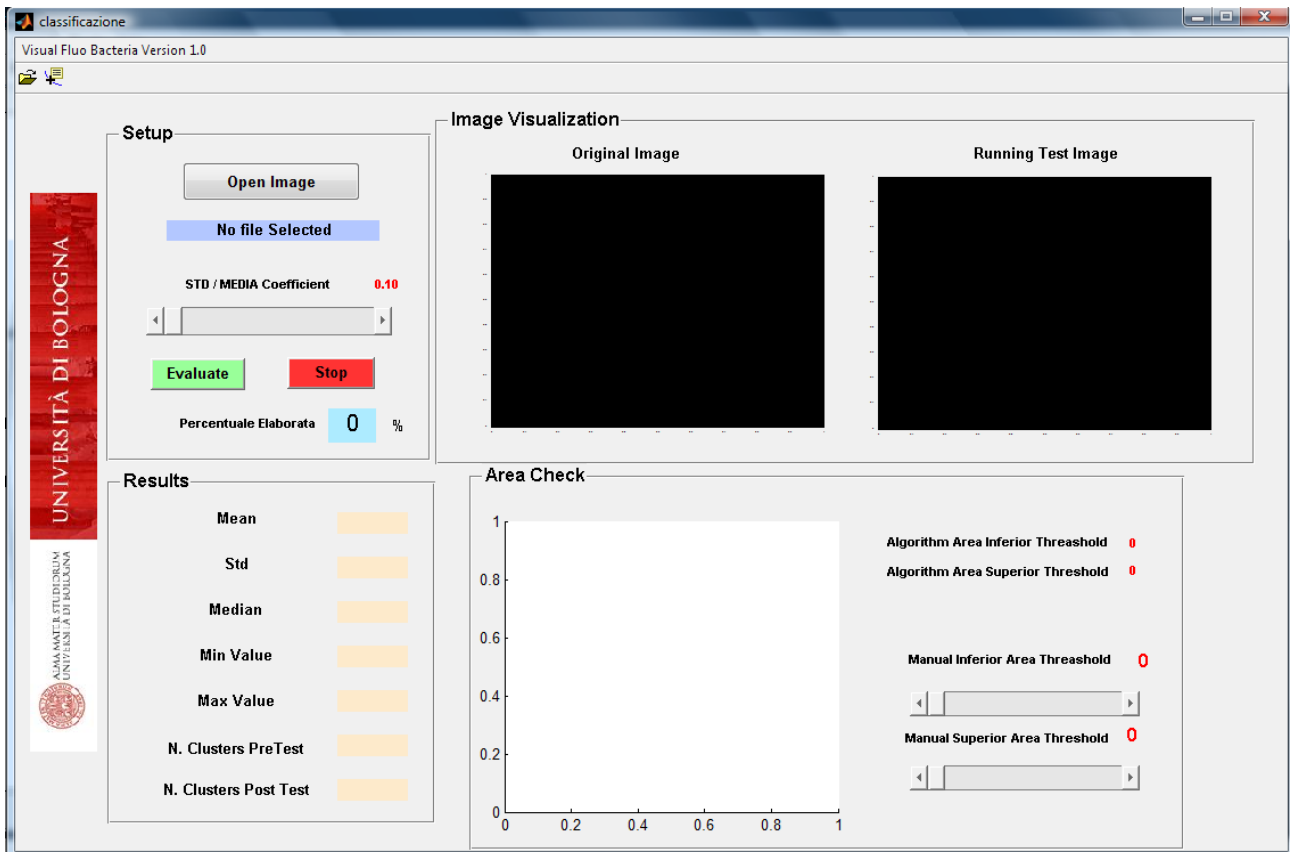 classificazione
Visual Fluo Bacteria Version 1.0
Setup
Open Image
No file Selected
STD / MEDIA Coefficient 0.10
Evaluate Stop
Percentuale Elaborata 0 %
Image Visualization
Original Image Running Test Image
UNIVERSITÀ DI BOLOGNA
ALMA MATER STUDIORUM
UNIVERSITÀ DI BOLOGNA
Results
Mean
Std
Median
Min Value
Max Value
N. Clusters PreTest
N. Clusters Post Test
Area Check
1
0.8
0.6
0.4
0.2
0
0 0.2 0.4 0.6 0.8 1
Algorithm Area Inferior Threashold 0
Algorithm Area Superior Threshold 0
Manual Inferior Area Threashold 0
Manual Superior Area Threshold 0